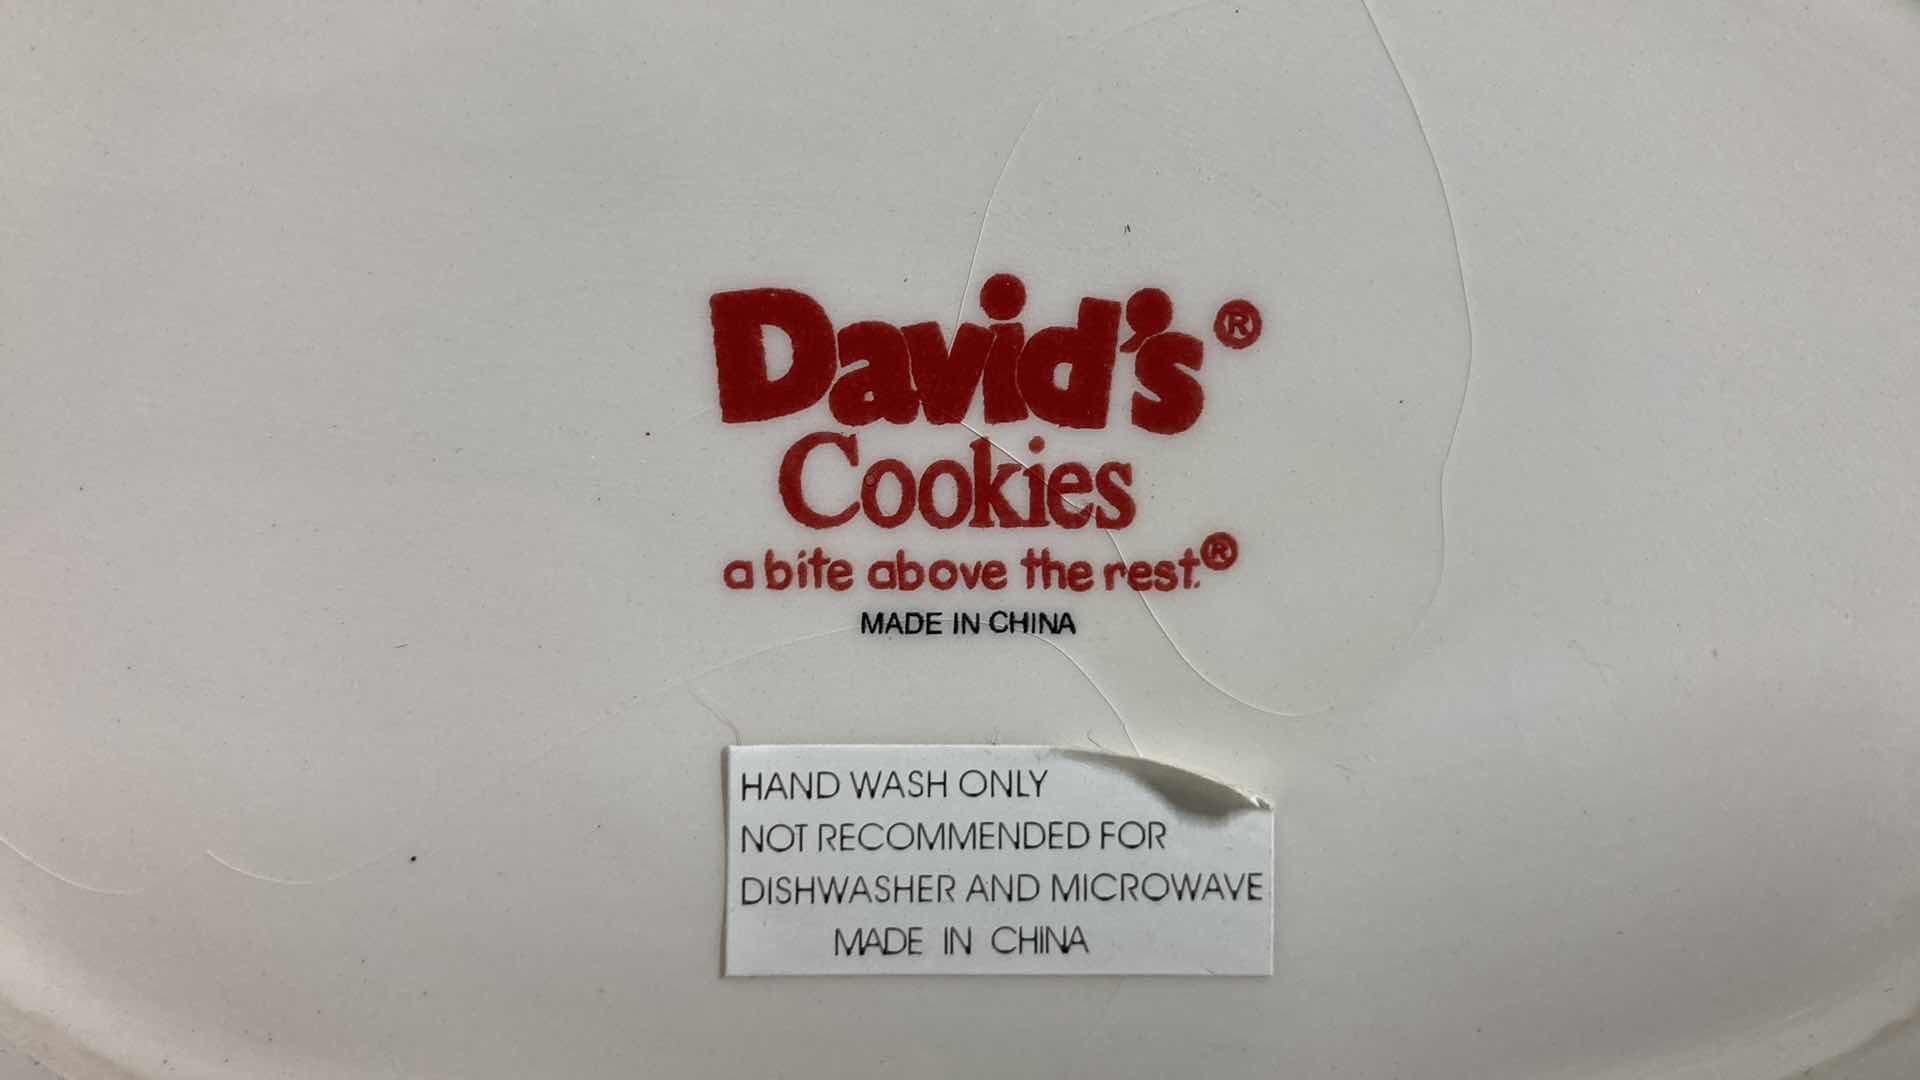 David's®
Cookies
a bite above the rest.®
MADE IN CHINA
HAND WASH ONLY
NOT RECOMMENDED FOR
DISHWASHER AND MICROWAVE
MADE IN CHINA